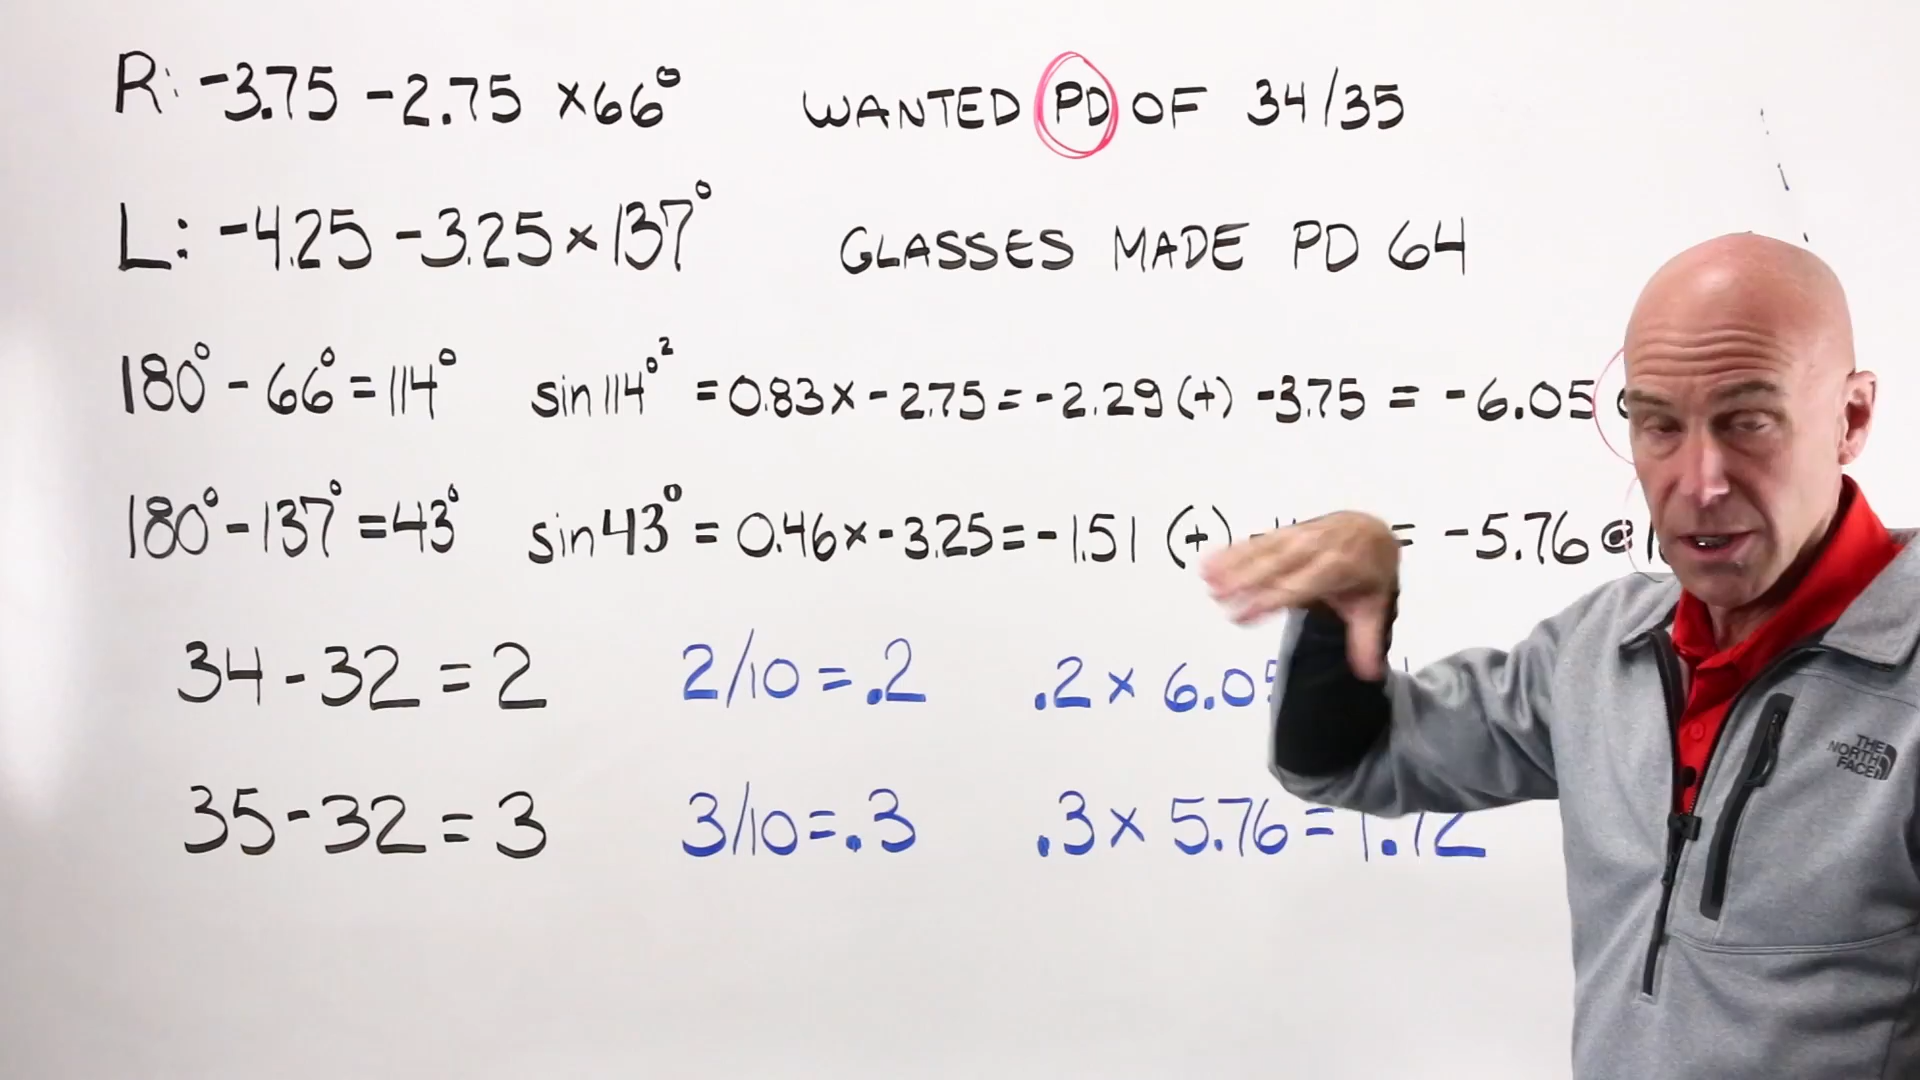 R: -3.75 -2.75 ×66° WANTED PD OF 34/35
L: -4.25 -3.25 × 137° GLASSES MADE PD 64
180° - 66° = 114° sin 114°² = 0.83 × -2.75 = -2.29 (+) -3.75 = -6.05
180° - 137° = 43° sin 43° = 0.46 × -3.25 = -1.51 (+) = -5.76 @
34 - 32 = 2 2/10 = .2 .2 × 6.05
35 - 32 = 3 3/10 = .3 .3 × 5.76 = 1.72
THE
NORTH
FACE